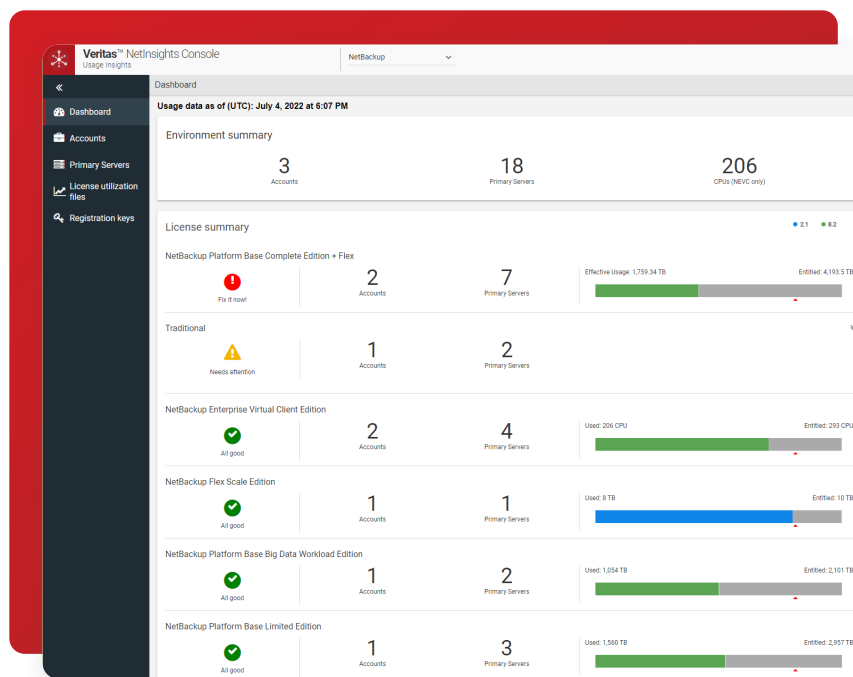 Veritas™ NetInsights Console
Usage Insights
NetBackup
Dashboard
Dashboard
Accounts
Primary Servers
License utilization
files
Registration keys
Usage data as of (UTC): July 4, 2022 at 6:07 PM
Environment summary
3 18 206
Accounts Primary Servers CPUs (NEVC only)
License summary 2.1 8.2
NetBackup Platform Base Complete Edition + Flex
Fix it now!
2 Accounts
7 Primary Servers
Effective Usage: 1,759.34 TB Entitled: 4,193.5 TB
Traditional
Needs attention
1 Accounts
2 Primary Servers
NetBackup Enterprise Virtual Client Edition
All good
2 Accounts
4 Primary Servers
Used: 206 CPU Entitled: 293 CPU
NetBackup Flex Scale Edition
All good
1 Accounts
1 Primary Servers
Used: 8 TB Entitled: 10 TB
NetBackup Platform Base Big Data Workload Edition
All good
1 Accounts
2 Primary Servers
Used: 1,054 TB Entitled: 2,101 TB
NetBackup Platform Base Limited Edition
All good
1 Accounts
3 Primary Servers
Used: 1,560 TB Entitled: 2,957 TB